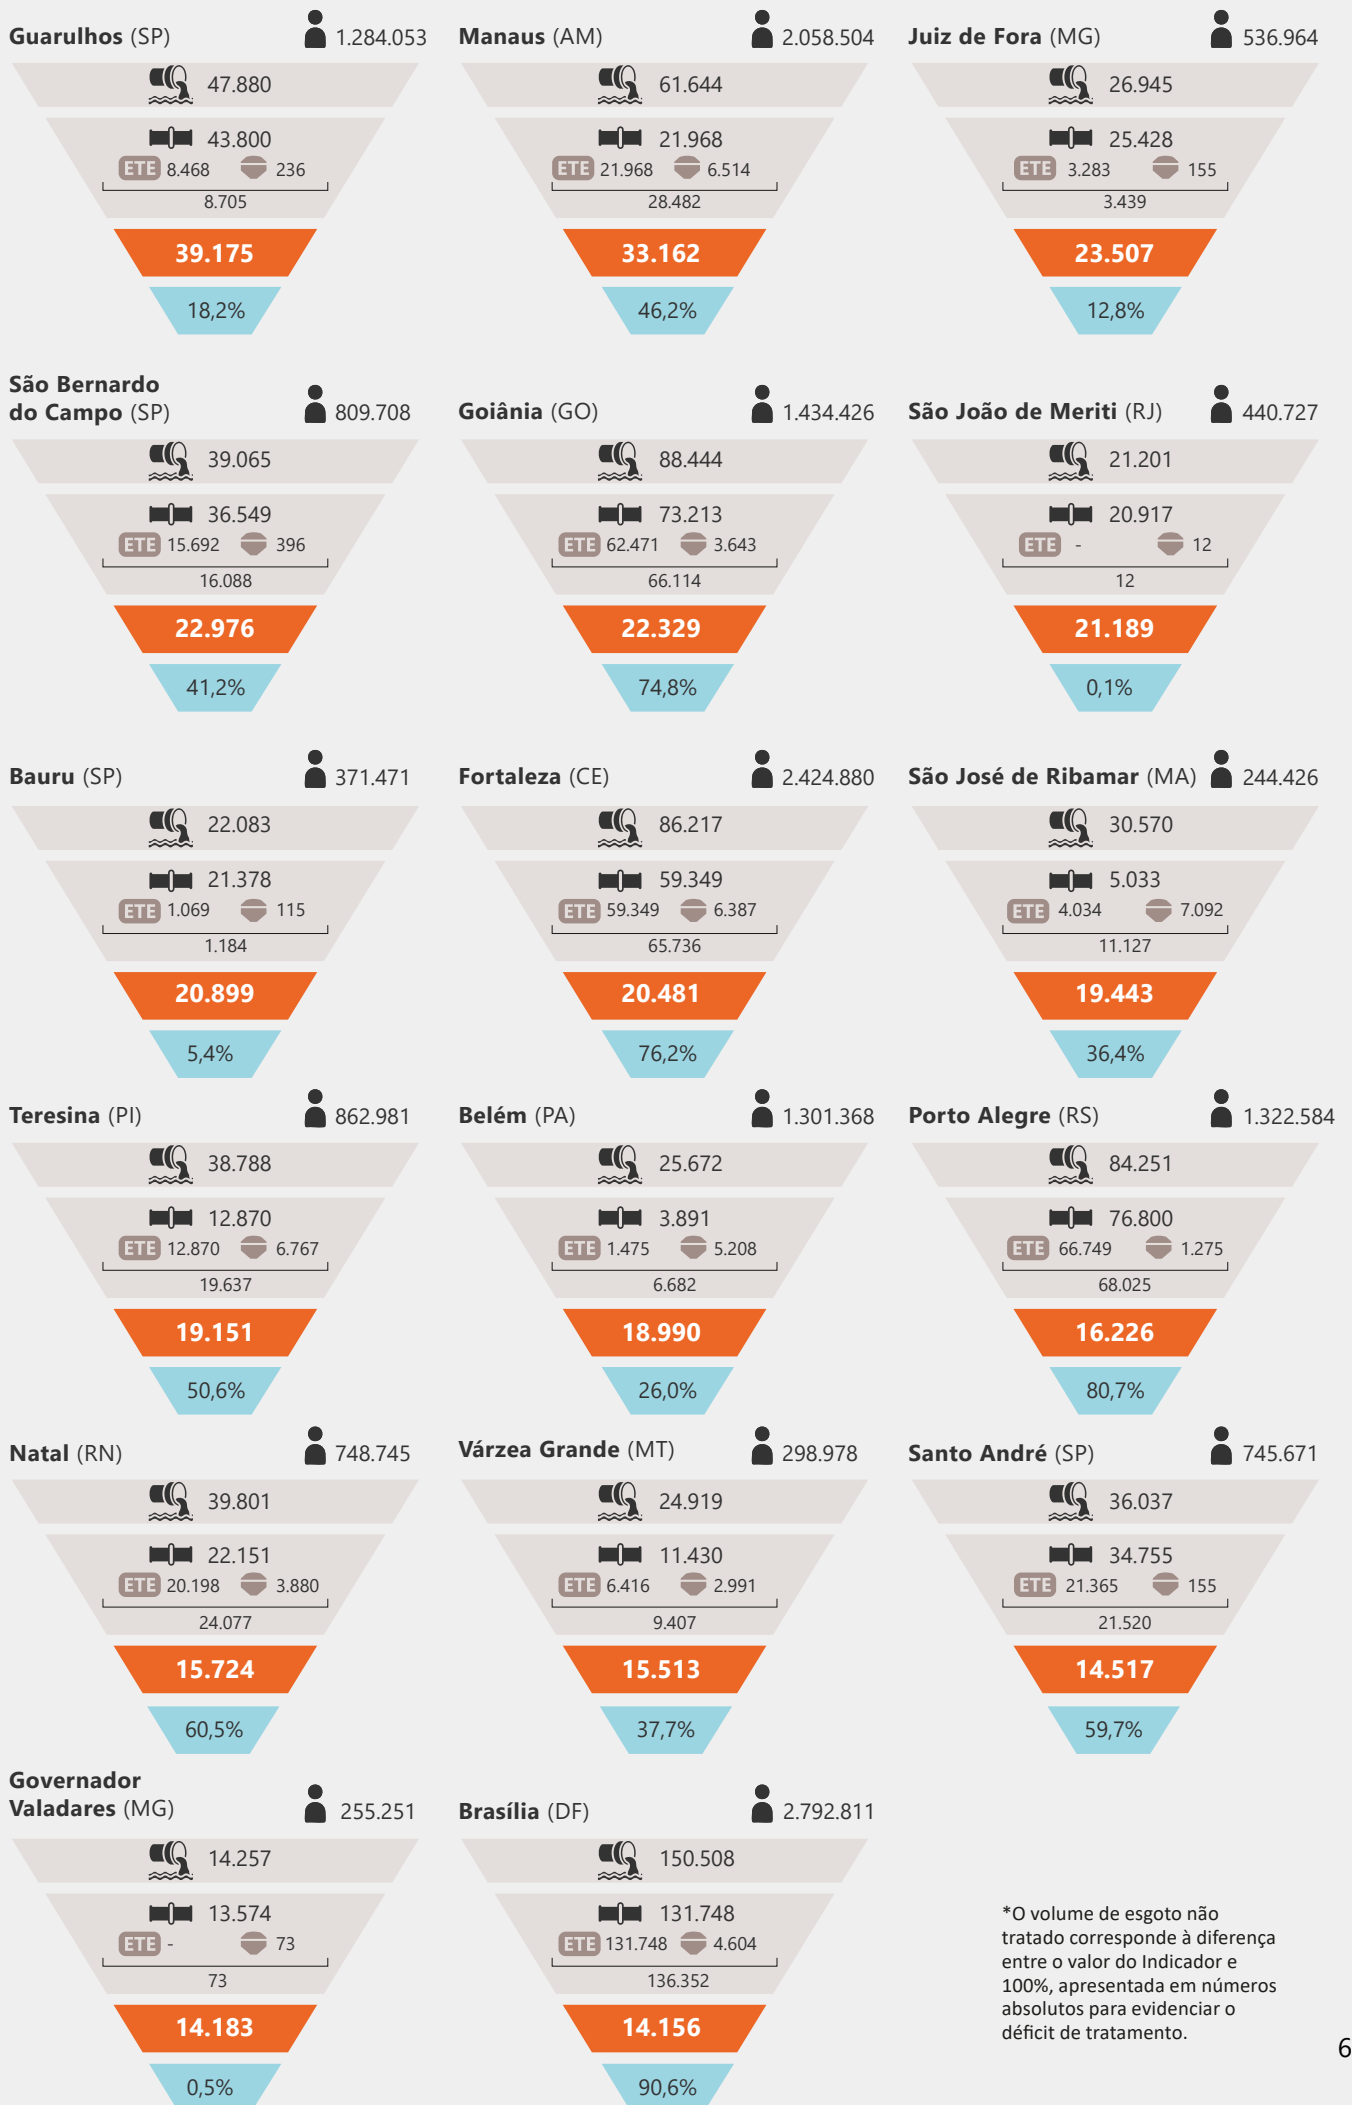 Guarulhos (SP) 1.284.053
47.880
43.800
ETE 8.468 236
8.705
39.175
18,2%
Manaus (AM) 2.058.504
61.644
21.968
ETE 21.968 6.514
28.482
33.162
46,2%
Juiz de Fora (MG) 536.964
26.945
25.428
ETE 3.283 155
3.439
23.507
12,8%
São Bernardo
do Campo (SP) 809.708
39.065
36.549
ETE 15.692 396
16.088
22.976
41,2%
Goiânia (GO) 1.434.426
88.444
73.213
ETE 62.471 3.643
66.114
22.329
74,8%
São João de Meriti (RJ) 440.727
21.201
20.917
ETE - 12
12
21.189
0,1%
Bauru (SP) 371.471
22.083
21.378
ETE 1.069 115
1.184
20.899
5,4%
Fortaleza (CE) 2.424.880
86.217
59.349
ETE 59.349 6.387
65.736
20.481
76,2%
São José de Ribamar (MA) 244.426
30.570
5.033
ETE 4.034 7.092
11.127
19.443
36,4%
Teresina (PI) 862.981
38.788
12.870
ETE 12.870 6.767
19.637
19.151
50,6%
Belém (PA) 1.301.368
25.672
3.891
ETE 1.475 5.208
6.682
18.990
26,0%
Porto Alegre (RS) 1.322.584
84.251
76.800
ETE 66.749 1.275
68.025
16.226
80,7%
Natal (RN) 748.745
39.801
22.151
ETE 20.198 3.880
24.077
15.724
60,5%
Várzea Grande (MT) 298.978
24.919
11.430
ETE 6.416 2.991
9.407
15.513
37,7%
Santo André (SP) 745.671
36.037
34.755
ETE 21.365 155
21.520
14.517
59,7%
Governador
Valadares (MG) 255.251
14.257
13.574
ETE - 73
73
14.183
0,5%
Brasília (DF) 2.792.811
150.508
131.748
ETE 131.748 4.604
136.352
14.156
90,6%
*O volume de esgoto não
tratado corresponde à diferença
entre o valor do Indicador e
100%, apresentada em números
absolutos para evidenciar o
déficit de tratamento.
6